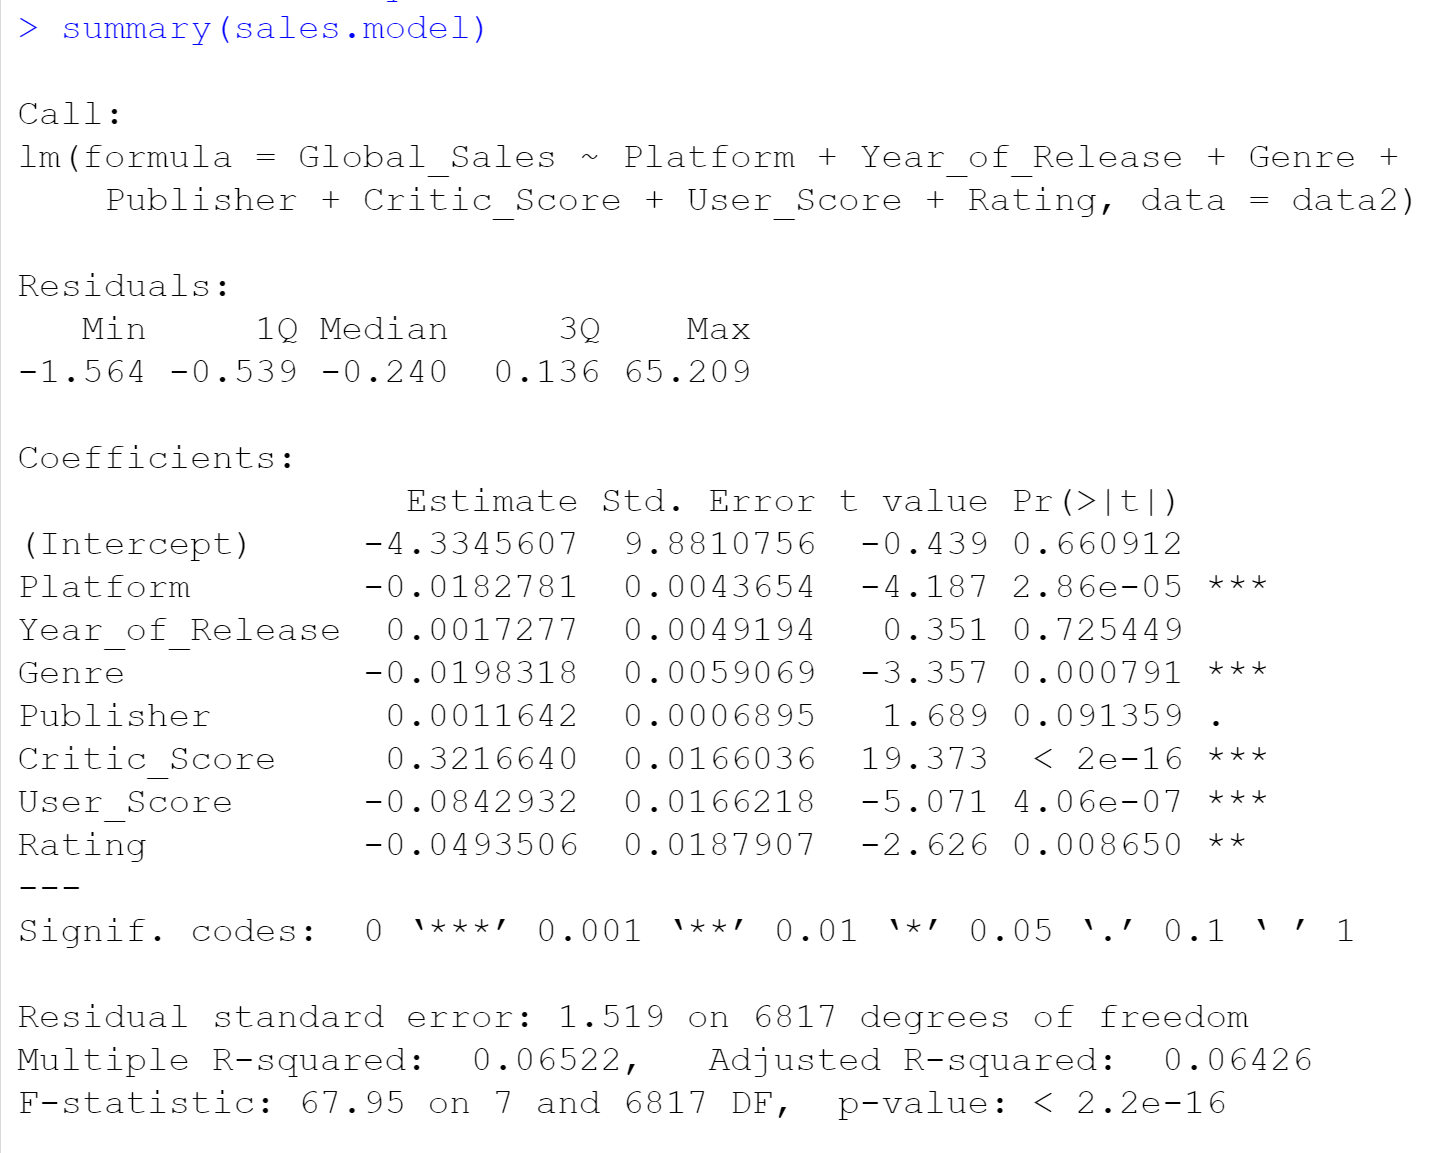 > summary(sales.model)
Call:
lm(formula = Global_Sales ~ Platform + Year_of_Release + Genre +
    Publisher + Critic_Score + User_Score + Rating, data = data2)
Residuals:
   Min     1Q Median     3Q    Max
-1.564 -0.539 -0.240  0.136 65.209
Coefficients:
                  Estimate Std. Error t value Pr(>|t|)
(Intercept)     -4.3345607  9.8810756  -0.439 0.660912
Platform        -0.0182781  0.0043654  -4.187 2.86e-05 ***
Year_of_Release  0.0017277  0.0049194   0.351 0.725449
Genre           -0.0198318  0.0059069  -3.357 0.000791 ***
Publisher        0.0011642  0.0006895   1.689 0.091359 .
Critic_Score     0.3216640  0.0166036  19.373  < 2e-16 ***
User_Score      -0.0842932  0.0166218  -5.071 4.06e-07 ***
Rating          -0.0493506  0.0187907  -2.626 0.008650 **
---
Signif. codes:  0 ‘***’ 0.001 ‘**’ 0.01 ‘*’ 0.05 ‘.’ 0.1 ‘ ’ 1
Residual standard error: 1.519 on 6817 degrees of freedom
Multiple R-squared:  0.06522,   Adjusted R-squared:  0.06426
F-statistic: 67.95 on 7 and 6817 DF,  p-value: < 2.2e-16